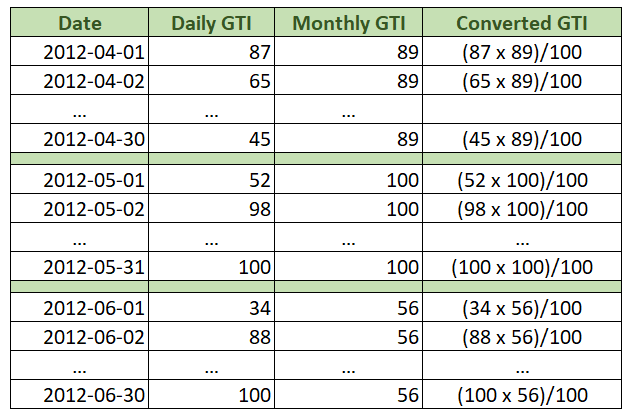 Date Daily GTI Monthly GTI Converted GTI
2012-04-01 87 89 (87 x 89)/100
2012-04-02 65 89 (65 x 89)/100
... ... ...
2012-04-30 45 89 (45 x 89)/100
2012-05-01 52 100 (52 x 100)/100
2012-05-02 98 100 (98 x 100)/100
... ... ... ...
2012-05-31 100 100 (100 x 100)/100
2012-06-01 34 56 (34 x 56)/100
2012-06-02 88 56 (88 x 56)/100
... ... ... ...
2012-06-30 100 56 (100 x 56)/100